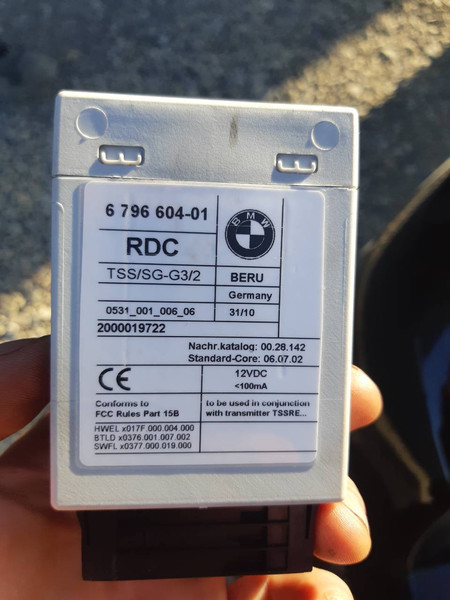 6 796 604-01
BMW
RDC
TSS/SG-G3/2
BERU
Germany
0531_001_006_06
31/10
2000019722
Nachr.katalog: 00.28.142
Standard-Core: 06.07.02
CE
12VDC
<100mA
Conforms to
FCC Rules Part 15B
to be used in conjunction
with transmitter TSSRE...
HWEL x017F.000.004.000
BTLD x0376.001.007.002
SWFL x0377.000.019.000